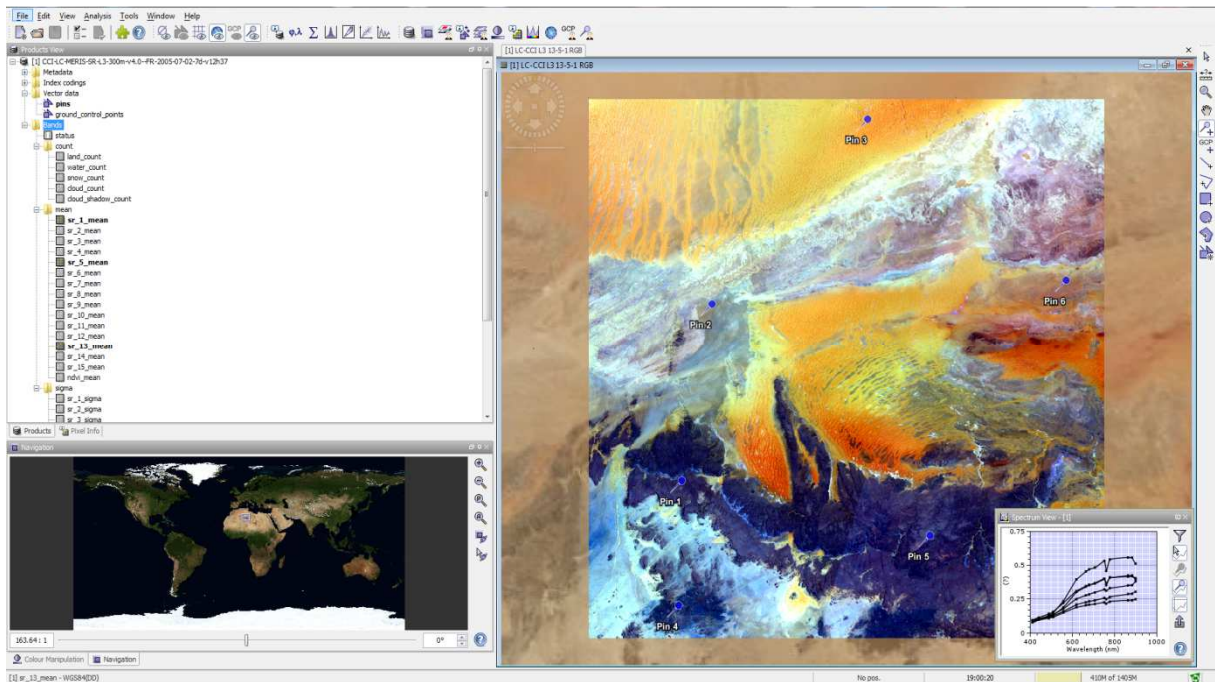 File Edit View Analysis Tools Window Help
GCP
φ,λ
Σ
GCP
Products View
[1] LC-CCI L3 13-5-1 RGB
[1] CCI-LC-MERIS-SR-L3-300m-v4.0--FR-2005-07-02-7d-v12h37
Metadata
Index codings
Vector data
pins
ground_control_points
Bands
status
count
land_count
water_count
snow_count
cloud_count
cloud_shadow_count
mean
sr_1_mean
sr_2_mean
sr_3_mean
sr_4_mean
sr_5_mean
sr_6_mean
sr_7_mean
sr_8_mean
sr_9_mean
sr_10_mean
sr_11_mean
sr_12_mean
sr_13_mean
sr_14_mean
sr_15_mean
ndvi_mean
sigma
sr_1_sigma
sr_2_sigma
sr_3_sigma
Products Pixel Info
Navigation
163.64 : 1
0°
Colour Manipulation Navigation
[1] sr_13_mean - WGS84(DD)
[1] LC-CCI L3 13-5-1 RGB
Pin 3
Pin 6
Pin 2
Pin 1
Pin 5
Pin 4
GCP
Spectrum View - [1]
0.75
0.5
0.25
0
(?)
400 600 800 1000
Wavelength (nm)
No pos.
19:00:20
410M of 1405M